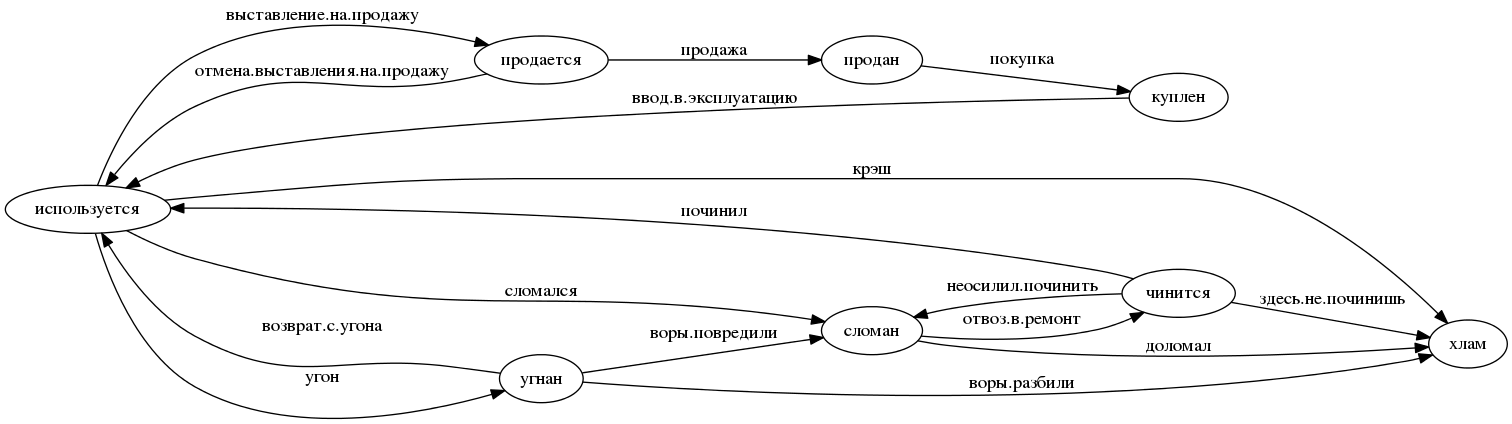 выставление.на.продажу
продается
продажа
продан
покупка
отмена.выставления.на.продажу
ввод.в.эксплуатацию
куплен
крэш
используется
починил
неосилил.починить
чинится
здесь.не.починишь
сломался
отвоз.в.ремонт
возврат.с.угона
воры.повредили
сломан
доломал
хлам
угон
угнан
воры.разбили